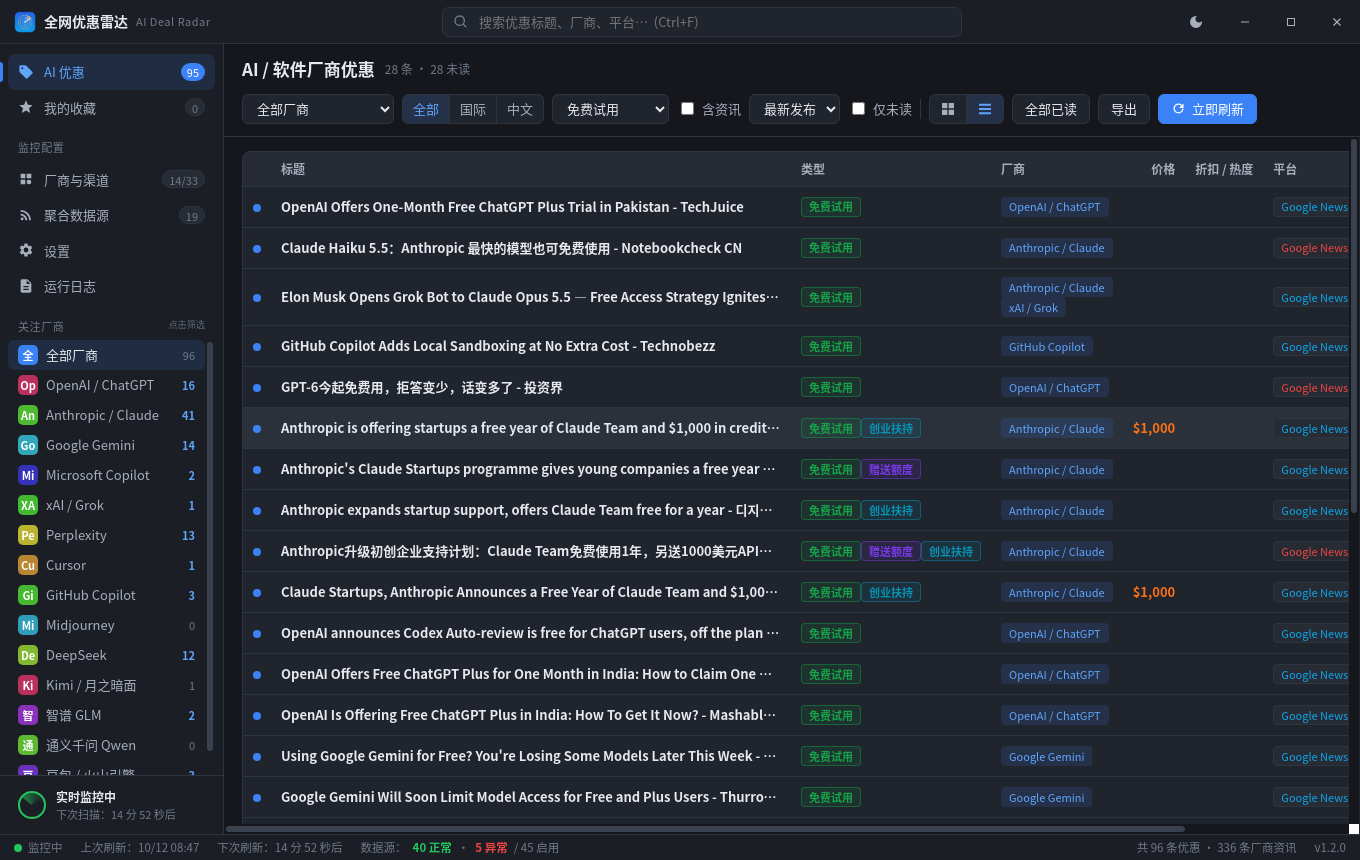 全网优惠雷达 AI Deal Radar
搜索优惠标题、厂商、平台… (Ctrl+F)
AI 优惠 95
我的收藏 0
监控配置
厂商与渠道 14/33
聚合数据源 19
设置
运行日志
关注厂商 点击筛选
全 全部厂商 96
Op OpenAI / ChatGPT 16
An Anthropic / Claude 41
Go Google Gemini 14
Mi Microsoft Copilot 2
XA xAI / Grok 1
Pe Perplexity 13
Cu Cursor 1
Gi GitHub Copilot 3
Mi Midjourney 0
De DeepSeek 12
Ki Kimi / 月之暗面 1
智 智谱 GLM 2
通 通义千问 Qwen 0
实时监控中
下次扫描：14 分 52 秒后
AI / 软件厂商优惠 28 条 · 28 未读
全部厂商 全部 国际 中文 免费试用 含资讯 最新发布 仅未读 全部已读 导出 立即刷新
标题 类型 厂商 价格 折扣 / 热度 平台
OpenAI Offers One-Month Free ChatGPT Plus Trial in Pakistan - TechJuice 免费试用 OpenAI / ChatGPT Google News
Claude Haiku 5.5：Anthropic 最快的模型也可免费使用 - Notebookcheck CN 免费试用 Anthropic / Claude Google News
Elon Musk Opens Grok Bot to Claude Opus 5.5 — Free Access Strategy Ignites… 免费试用 Anthropic / Claude xAI / Grok Google News
GitHub Copilot Adds Local Sandboxing at No Extra Cost - Technobezz 免费试用 GitHub Copilot Google News
GPT-6今起免费用，拒答变少，话变多了 - 投资界 免费试用 OpenAI / ChatGPT Google News
Anthropic is offering startups a free year of Claude Team and $1,000 in credit… 免费试用 创业扶持 Anthropic / Claude $1,000 Google News
Anthropic's Claude Startups programme gives young companies a free year … 免费试用 赠送额度 Anthropic / Claude Google News
Anthropic expands startup support, offers Claude Team free for a year - 디지… 免费试用 创业扶持 Anthropic / Claude Google News
Anthropic升级初创企业支持计划：Claude Team免费使用1年，另送1000美元API… 免费试用 赠送额度 创业扶持 Anthropic / Claude Google News
Claude Startups, Anthropic Announces a Free Year of Claude Team and $1,00… 免费试用 创业扶持 Anthropic / Claude $1,000 Google News
OpenAI announces Codex Auto-review is free for ChatGPT users, off the plan … 免费试用 OpenAI / ChatGPT Google News
OpenAI Offers Free ChatGPT Plus for One Month in India: How to Claim One … 免费试用 OpenAI / ChatGPT Google News
OpenAI Is Offering Free ChatGPT Plus in India: How To Get It Now? - Mashabl… 免费试用 OpenAI / ChatGPT Google News
Using Google Gemini for Free? You're Losing Some Models Later This Week - … 免费试用 Google Gemini Google News
Google Gemini Will Soon Limit Model Access for Free and Plus Users - Thurro… 免费试用 Google Gemini Google News
监控中 上次刷新：10/12 08:47 下次刷新：14 分 52 秒后 数据源： 40 正常 · 5 异常 / 45 启用 共 96 条优惠 · 336 条厂商资讯 v1.2.0